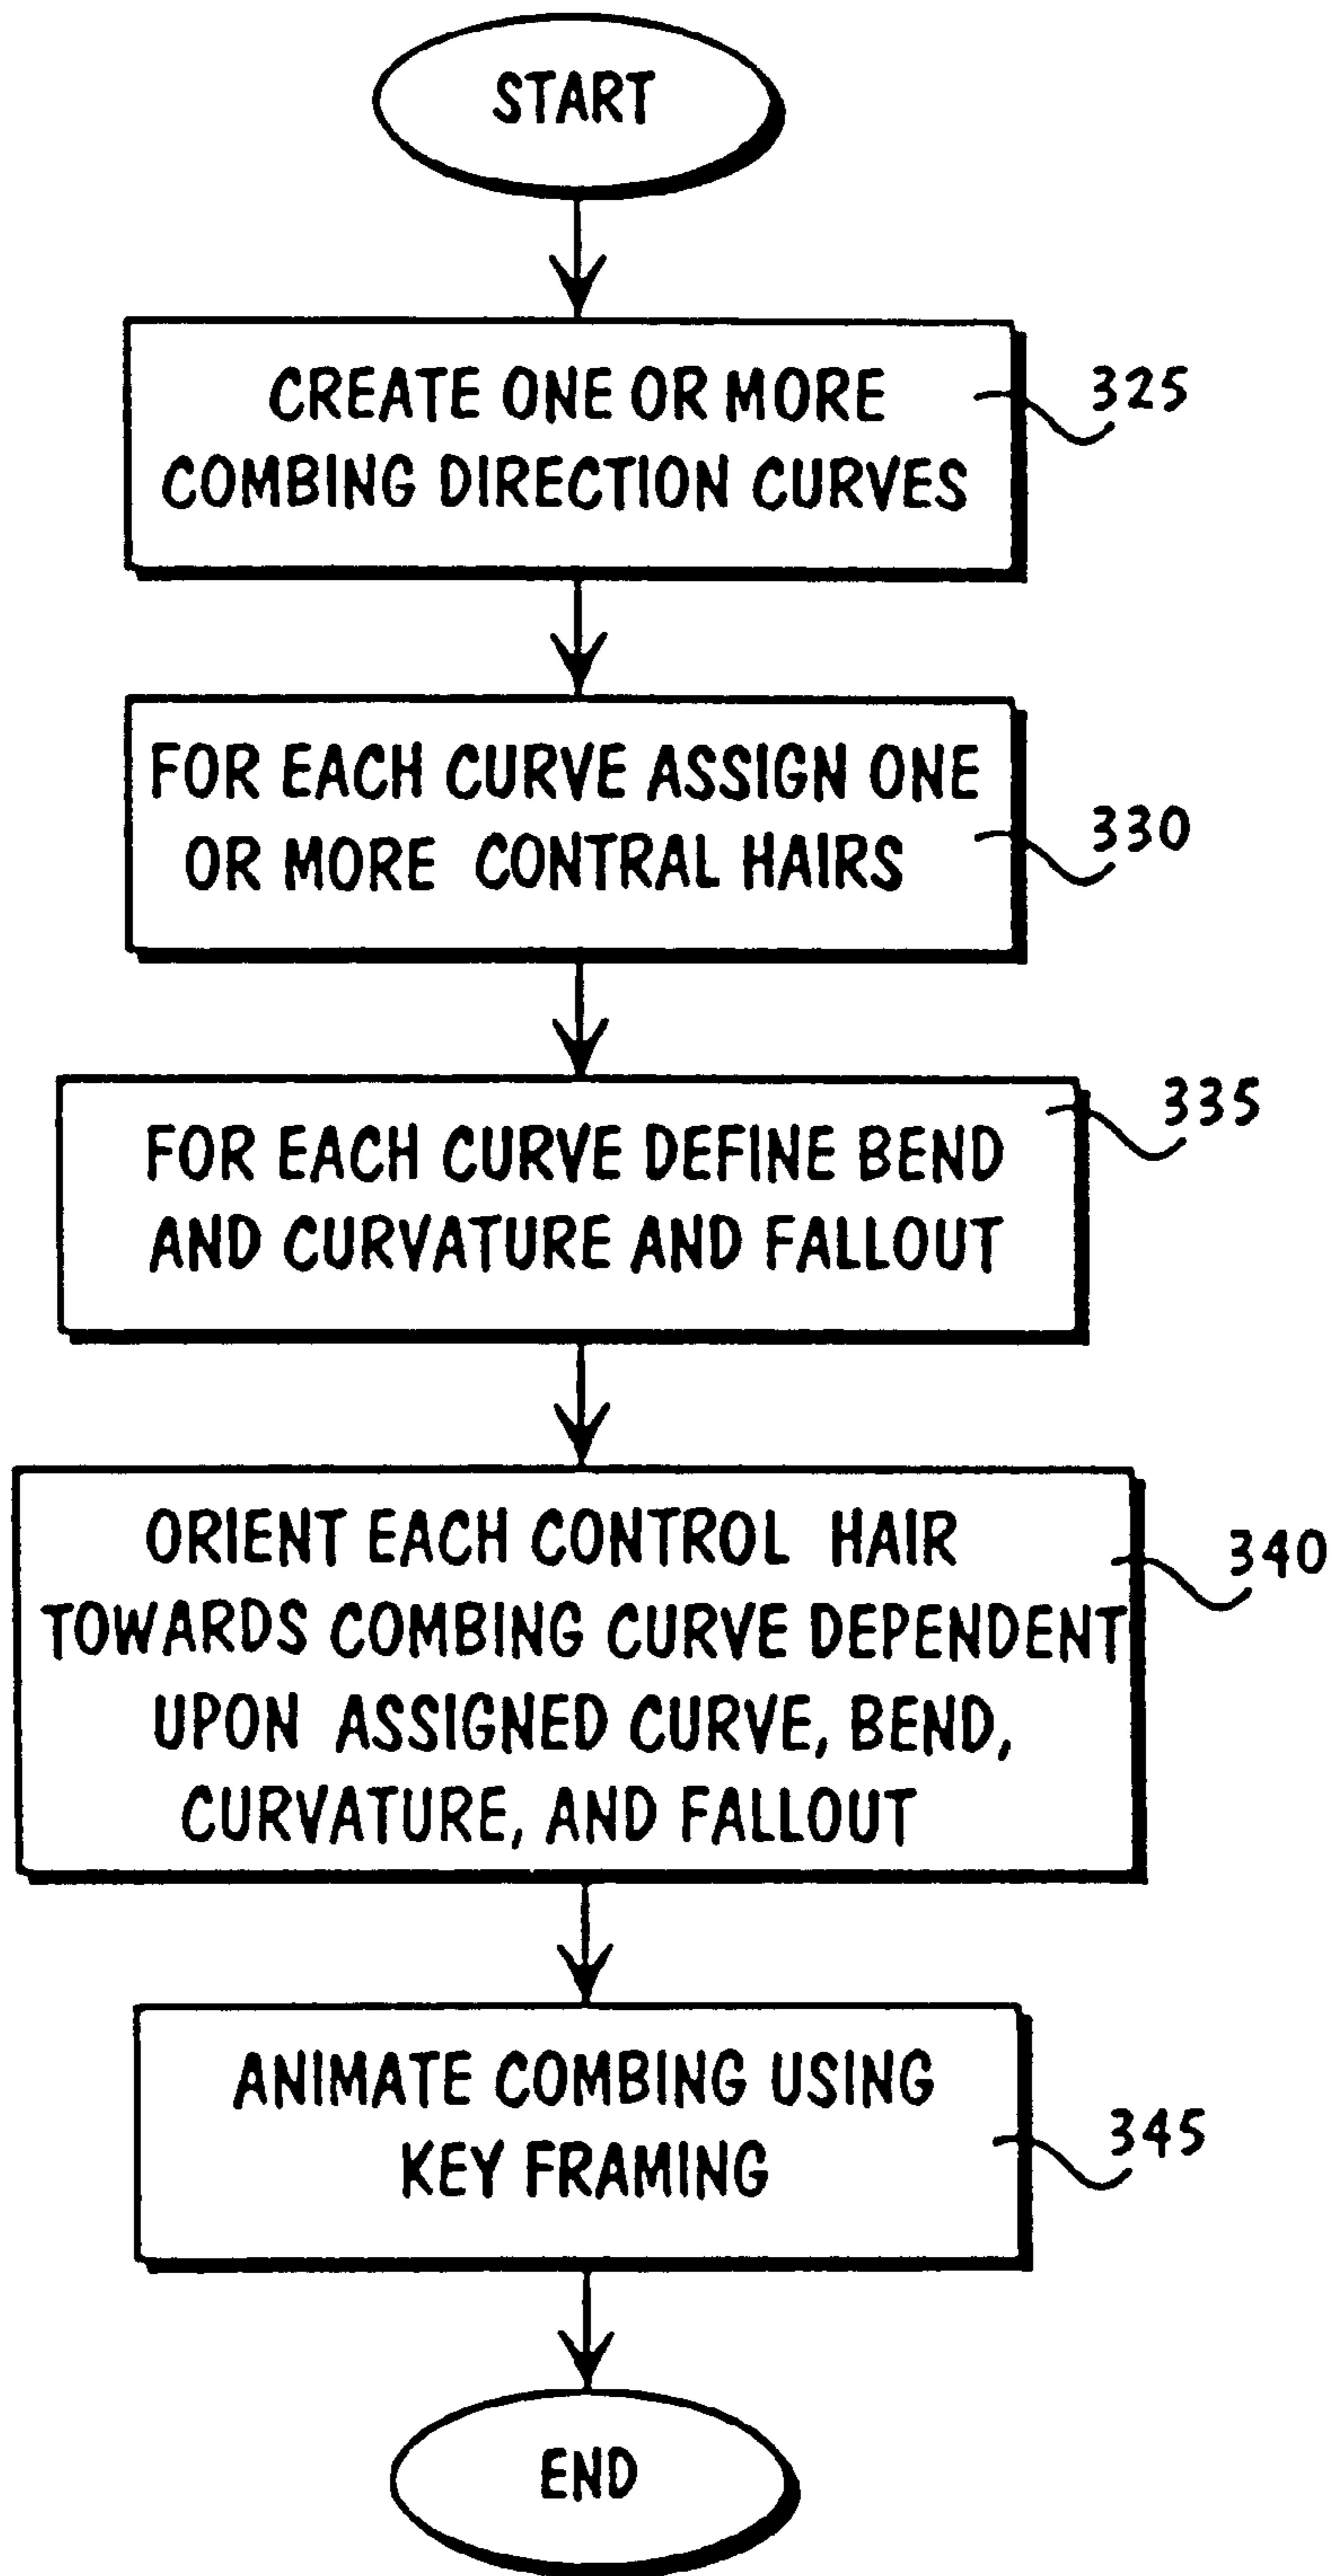 START
CREATE ONE OR MORE
COMBING DIRECTION CURVES
325
FOR EACH CURVE ASSIGN ONE
OR MORE CONTRAL HAIRS
330
FOR EACH CURVE DEFINE BEND
AND CURVATURE AND FALLOUT
335
ORIENT EACH CONTROL HAIR
TOWARDS COMBING CURVE DEPENDENT
UPON ASSIGNED CURVE, BEND,
CURVATURE, AND FALLOUT
340
ANIMATE COMBING USING
KEY FRAMING
345
END